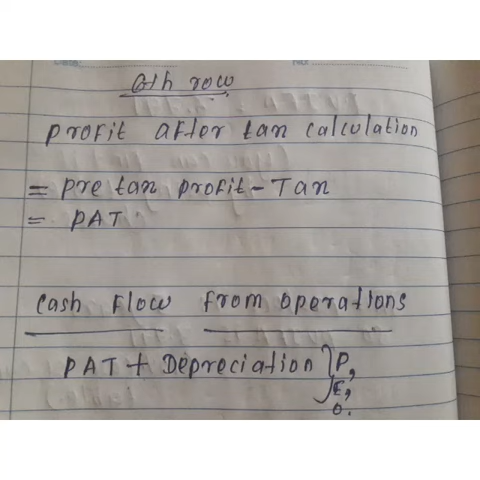 6th row
profit after tax calculation
= pre tax profit - Tax
= PAT
cash flow from operations
PAT + Depreciation } P,
E,
O.